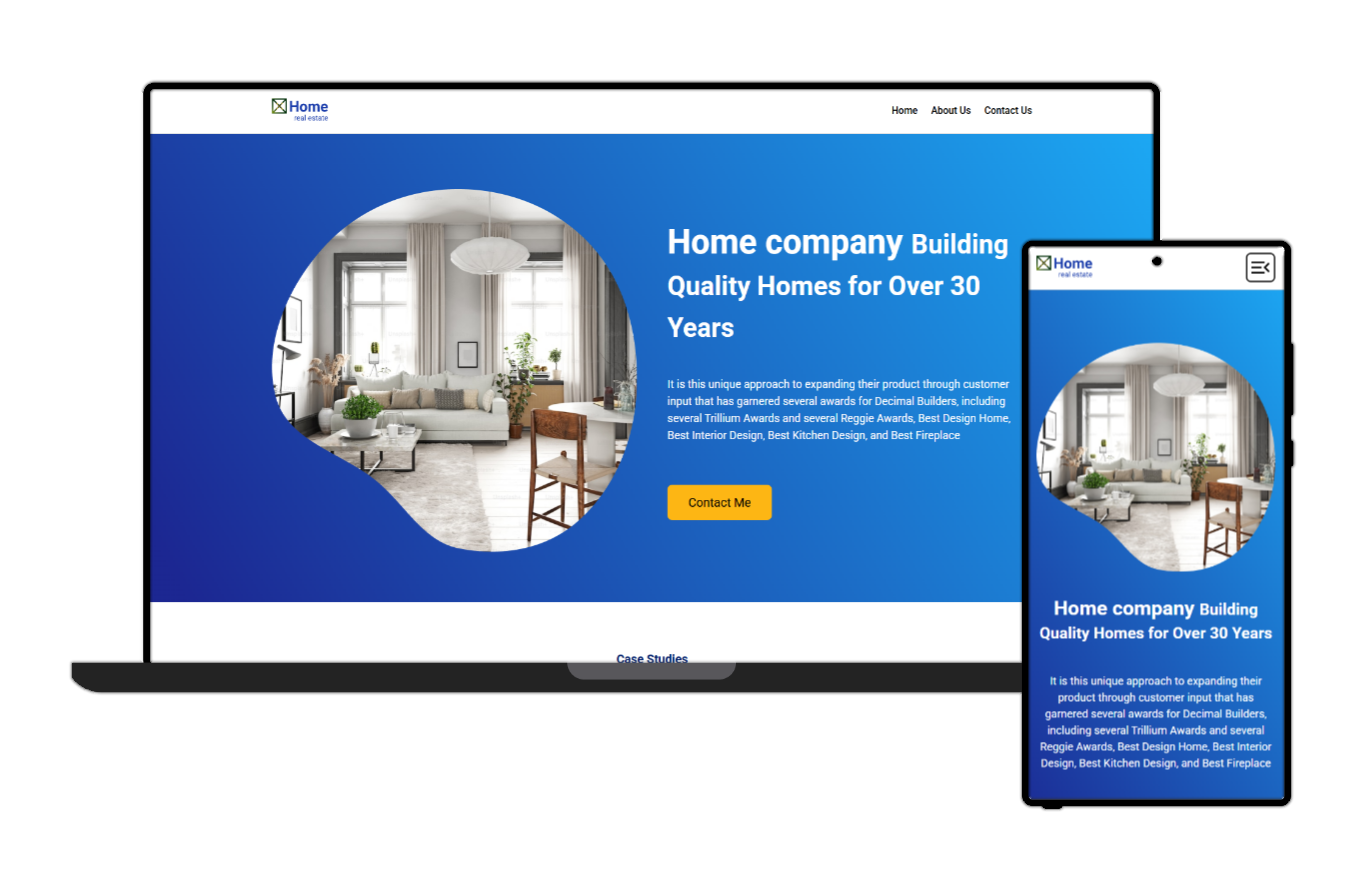 Home
real estate
Home About Us Contact Us
Home company Building
Quality Homes for Over 30
Years
It is this unique approach to expanding their product through customer
input that has garnered several awards for Decimal Builders, including
several Trillium Awards and several Reggie Awards, Best Design Home,
Best Interior Design, Best Kitchen Design, and Best Fireplace
Contact Me
Case Studies
Home
real estate
Home company Building
Quality Homes for Over 30 Years
It is this unique approach to expanding their
product through customer input that has
garnered several awards for Decimal Builders,
including several Trillium Awards and several
Reggie Awards, Best Design Home, Best Interior
Design, Best Kitchen Design, and Best Fireplace